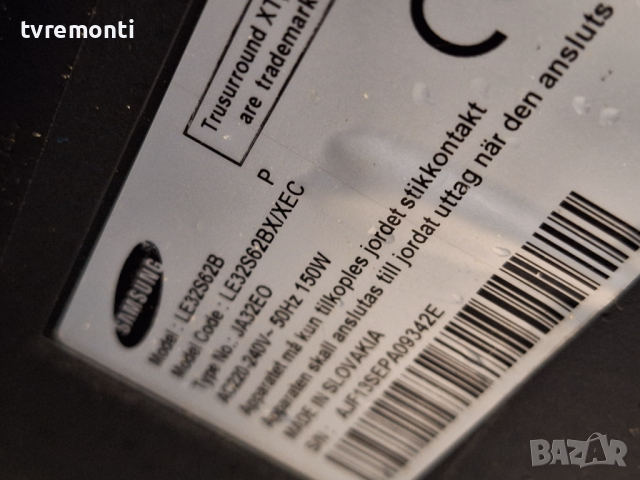 tvremonti
Trusurround XT
are trademark
C
SAMSUNG
Model : LE32S62B
P
Model Code : LE32S62BX/XEC
Type No : JA32EO
AC220-240V~ 50Hz 150W
Apparatet må kun tilkoples jordet stikkontakt
Apparaten skall anslutas till jordat uttag när den ansluts
MADE IN SLOVAKIA
S/N : AJF13SEPA09342E
BAZAR.bg